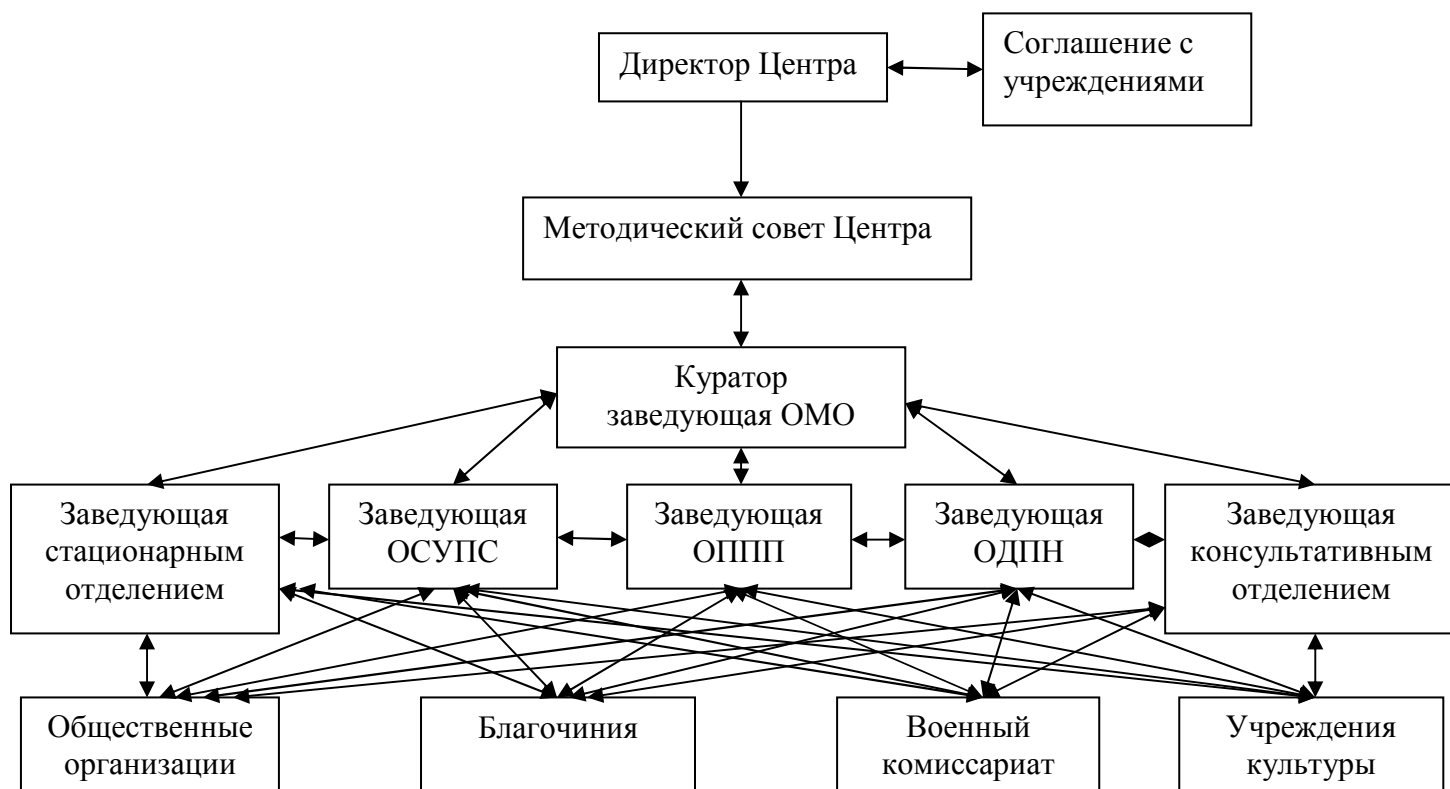 Директор Центра
Соглашение с
учреждениями
Методический совет Центра
Куратор
заведующая ОМО
Заведующая
стационарным
отделением
Заведующая
ОСУПС
Заведующая
ОППП
Заведующая
ОДПН
Заведующая
консультативным
отделением
Общественные
организации
Благочиния
Военный
комиссариат
Учреждения
культуры